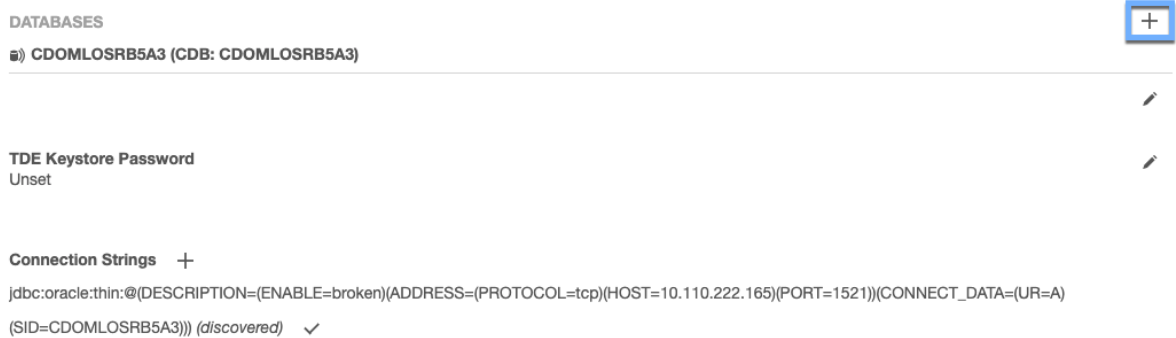 DATABASES
CDOMLOSRB5A3 (CDB: CDOMLOSRB5A3)
TDE Keystore Password
Unset
Connection Strings
jdbc:oracle:thin:@(DESCRIPTION=(ENABLE=broken)(ADDRESS=(PROTOCOL=tcp)(HOST=10.110.222.165)(PORT=1521))(CONNECT_DATA=(UR=A)
(SID=CDOMLOSRB5A3))) (discovered)